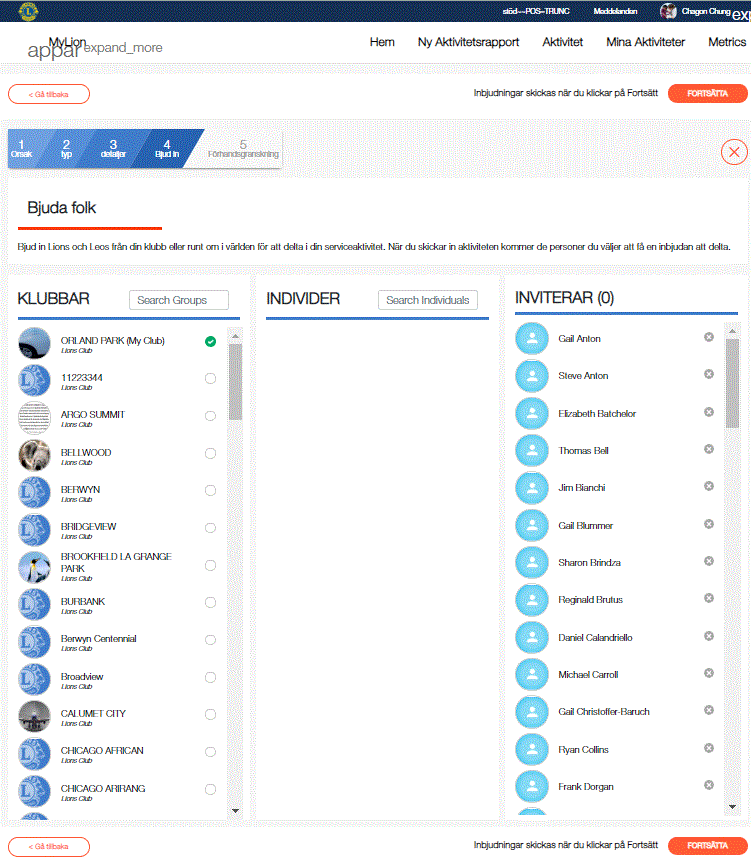 stöd---POS--TRUNC Meddelanden Chagon Chung exp
MyLion
appar expand_more
Hem Ny Aktivitetsrapport Aktivitet Mina Aktiviteter Metrics
< Gå tillbaka Inbjudningar skickas när du klickar på Fortsätt FORTSÄTTA
1 2 3 4 5
Orsak typ detaljer Bjud in Förhandsgranskning
Bjuda folk
Bjud in Lions och Leos från din klubb eller runt om i världen för att delta i din serviceaktivitet. När du skickar in aktiviteten kommer de personer du väljer att få en inbjudan att delta.
KLUBBAR Search Groups
ORLAND PARK (My Club)
Lions Club
11223344
Lions Club
ARGO SUMMIT
Lions Club
BELLWOOD
Lions Club
BERWYN
Lions Club
BRIDGEVIEW
Lions Club
BROOKFIELD LA GRANGE
PARK
Lions Club
BURBANK
Lions Club
Berwyn Centennial
Lions Club
Broadview
Lions Club
CALUMET CITY
Lions Club
CHICAGO AFRICAN
Lions Club
CHICAGO ARIRANG
Lions Club
INDIVIDER Search Individuals
INVITERAR (0)
Gail Anton
Steve Anton
Elizabeth Batchelor
Thomas Bell
Jim Bianchi
Gail Blummer
Sharon Brindza
Reginald Brutus
Daniel Calandriello
Michael Carroll
Gail Christoffer-Baruch
Ryan Collins
Frank Dorgan
< Gå tillbaka Inbjudningar skickas när du klickar på Fortsätt FORTSÄTTA